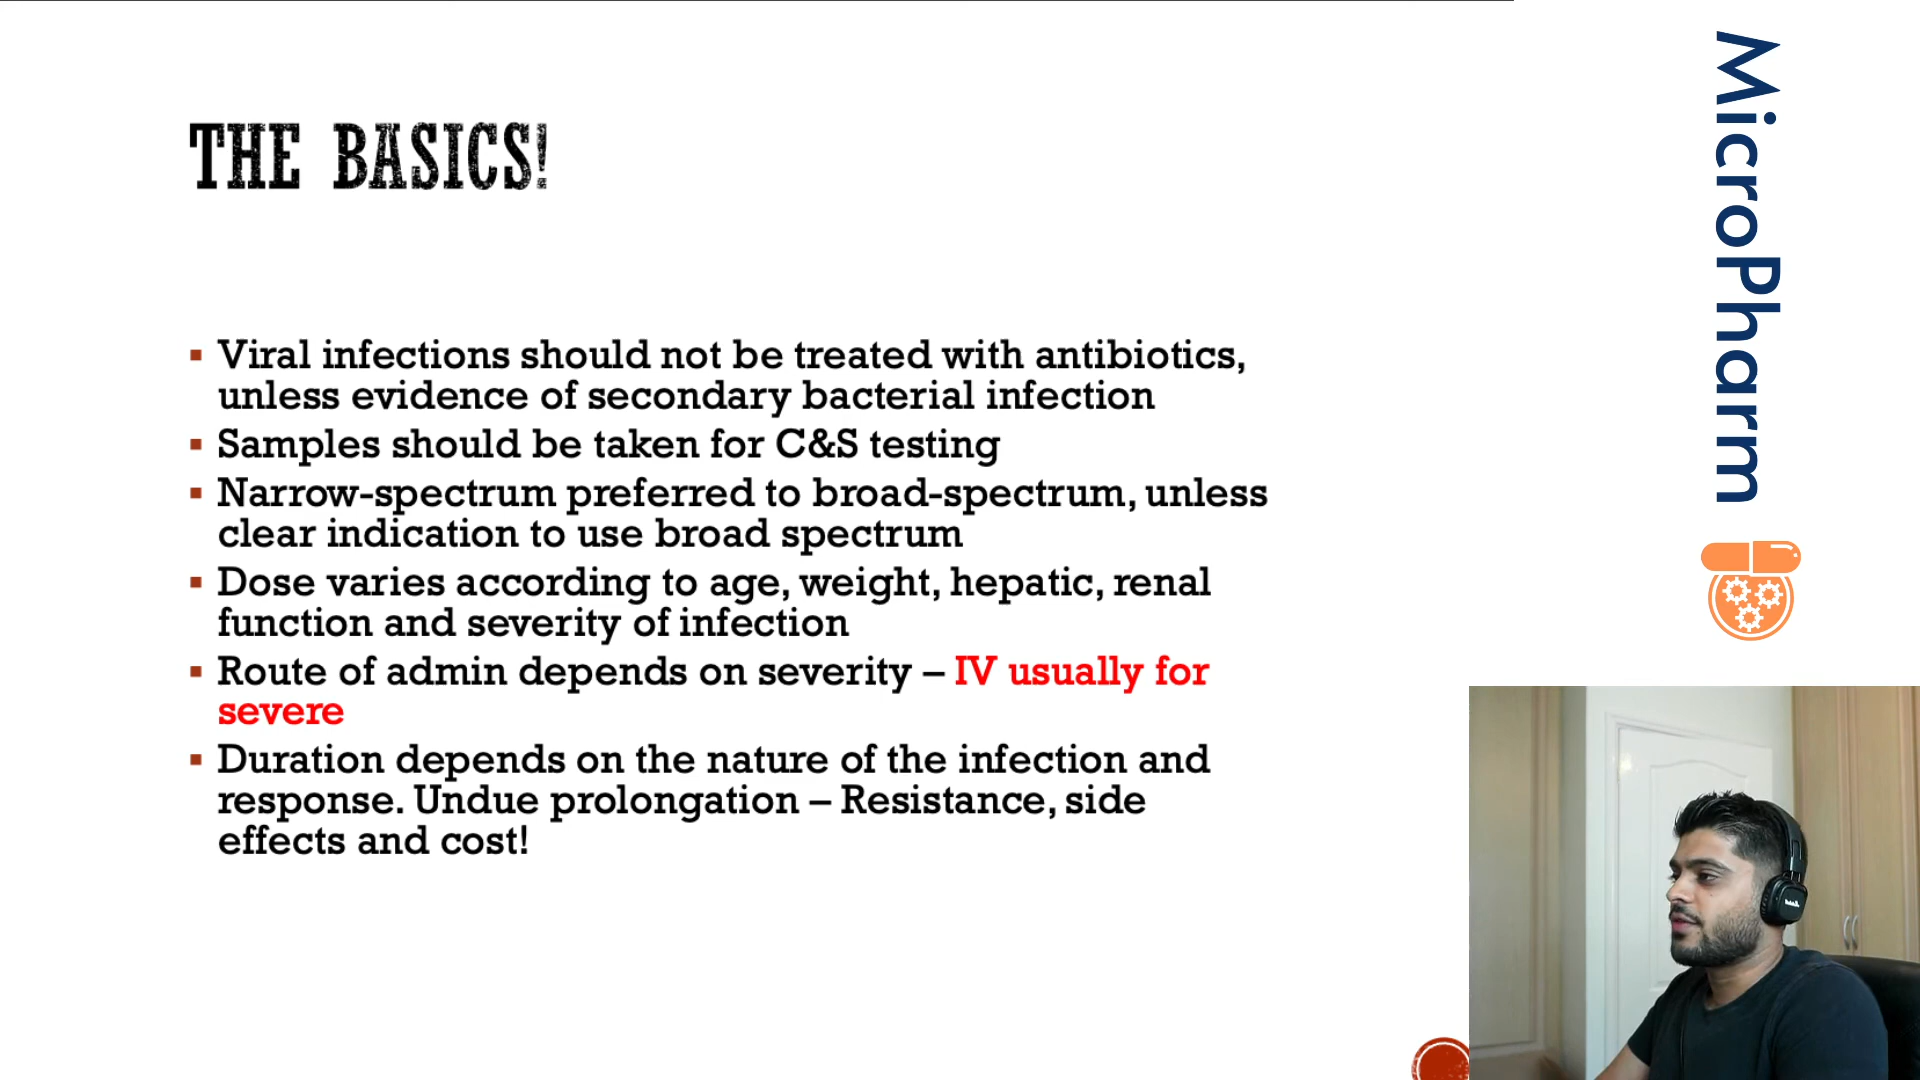 THE BASICS!
Viral infections should not be treated with antibiotics,
unless evidence of secondary bacterial infection
Samples should be taken for C&S testing
Narrow-spectrum preferred to broad-spectrum, unless
clear indication to use broad spectrum
Dose varies according to age, weight, hepatic, renal
function and severity of infection
Route of admin depends on severity – IV usually for
severe
Duration depends on the nature of the infection and
response. Undue prolongation – Resistance, side
effects and cost!
MicroPharm